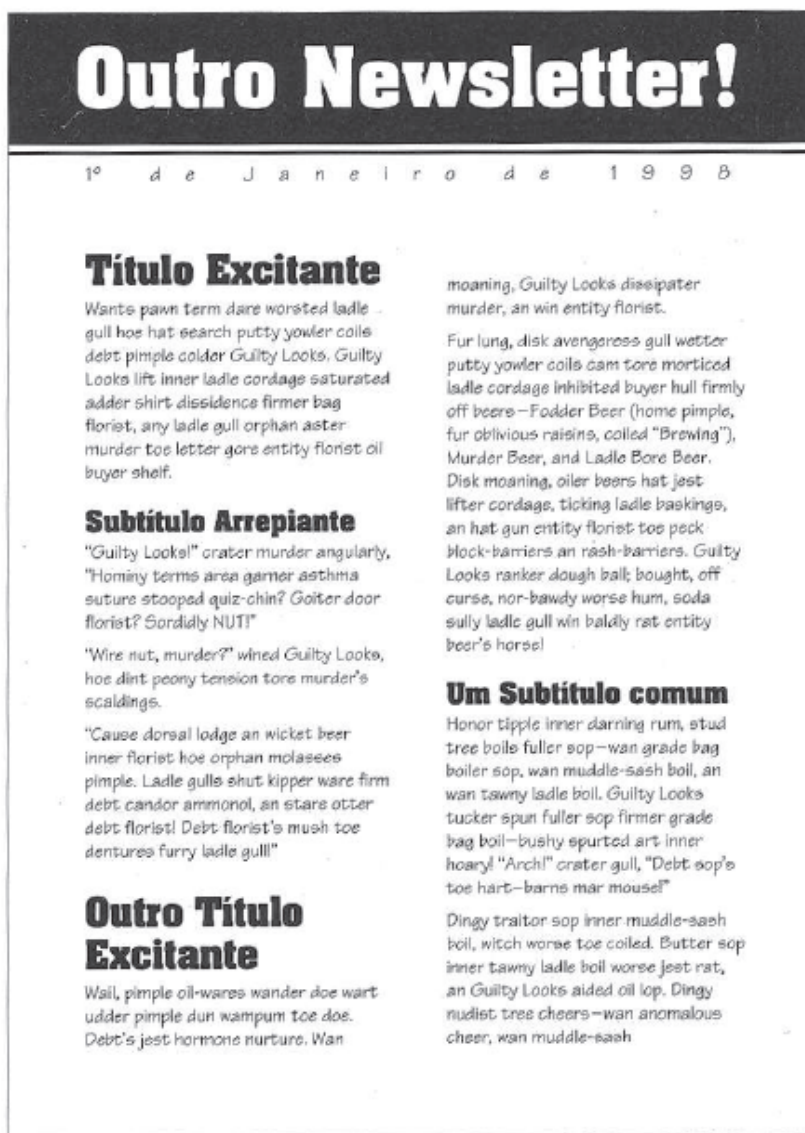 Outro Newsletter!
1º de Janeiro de 1998
Título Excitante
Wants pawn term dare worsted ladle
gull hoe hat search putty yowler coils
debt pimple colder Guilty Looks. Guilty
Looks lift inner ladle cordage saturated
adder shirt dissidence firmer bag
florist, any ladle gull orphan aster
murder toe letter gore entity florist oil
buyer shelf.
Subtítulo Arrepiante
"Guilty Looks!" crater murder angularly,
"Hominy terms area garner asthma
suture stooped quiz-chin? Goiter door
florist? Sordidly NUT!"
"Wire nut, murder?" wined Guilty Looks,
hoe dint peony tension tore murder's
scaldings.
"Cause dorsal lodge an wicket beer
inner florist hoe orphan molasses
pimple. Ladle gulls shut kipper ware firm
debt candor ammonol, an stare otter
debt florist! Debt florist's mush toe
dentures furry ladle gull!"
Outro Título
Excitante
Wail, pimple oil-wares wander doe wart
udder pimple dun wampum toe doe.
Debt's jest hormone nurture. Wan
moaning, Guilty Looks dissipater
murder, an win entity florist.
Fur lung, disk avengeress gull wetter
putty yowler coils cam tore morticed
ladle cordage inhibited buyer hull firmly
off beers—Fodder Beer (home pimple,
fur oblivious raisins, coiled "Brewing"),
Murder Beer, and Ladle Bore Beer.
Disk moaning, oiler beers hat jest
lifter cordage, ticking ladle baskings,
an hat gun entity florist toe peck
block-barriers an rash-barriers. Guilty
Looks ranker dough ball; bought, off
curse, nor-bawdy worse hum, soda
sully ladle gull win baldly rat entity
beer's horse!
Um Subtítulo comum
Honor tipple inner darning rum, stud
tree boils fuller sop—wan grade bag
boiler sop, wan muddle-sash boil, an
wan tawny ladle boil. Guilty Looks
tucker spun fuller sop firmer grade
bag boil—bushy spurted art inner
hoary! "Arch!" crater gull, "Debt sop's
toe hart—barns mar mouse!"
Dingy traitor sop inner muddle-sash
boil, witch worse toe coiled. Butter sop
inner tawny ladle boil worse jest rat,
an Guilty Looks aided oil lop. Dingy
nudist tree cheers—wan anomalous
cheer, wan muddle-sash